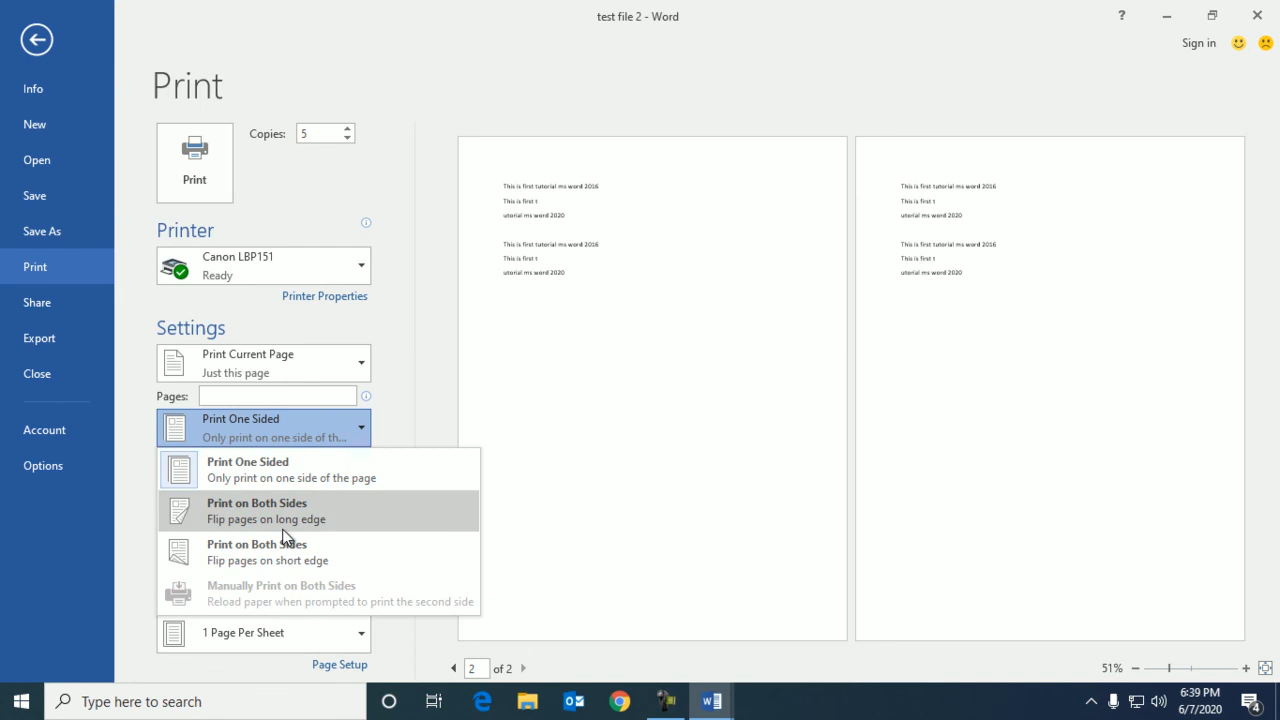 test file 2 - Word
?
Sign in
Info
New
Open
Save
Save As
Print
Share
Export
Close
Account
Options
Print
Print
Copies: 5
Printer
Canon LBP 151
Ready
Printer Properties
Settings
Print Current Page
Just this page
Pages:
Print One Sided
Only print on one side of th...
Print One Sided
Only print on one side of the page
Print on Both Sides
Flip pages on long edge
Print on Both Sides
Flip pages on short edge
Manually Print on Both Sides
Reload paper when prompted to print the second side
1 Page Per Sheet
Page Setup
This is first tutorial ms word 2016
This is first t
utorial ms word 2020
This is first tutorial ms word 2016
This is first t
utorial ms word 2020
This is first tutorial ms word 2016
This is first t
utorial ms word 2020
This is first tutorial ms word 2016
This is first t
utorial ms word 2020
2 of 2
51%
Type here to search
8:39 PM
6/7/2020
4